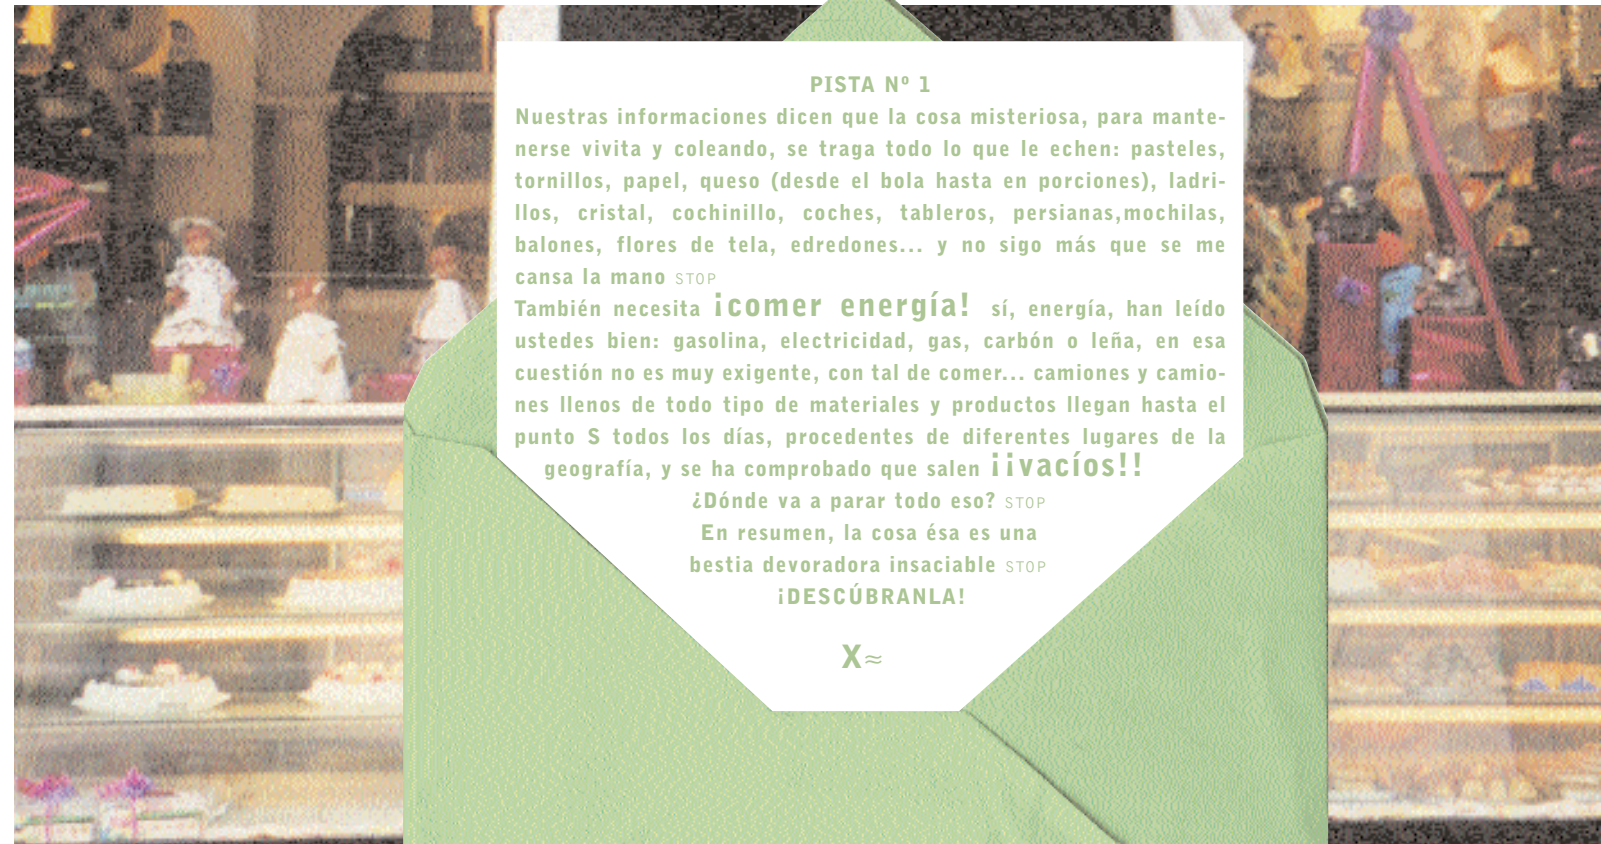 PISTA Nº 1
Nuestras informaciones dicen que la cosa misteriosa, para mante-
nerse vivita y coleando, se traga todo lo que le echen: pasteles,
tornillos, papel, queso (desde el bola hasta en porciones), ladri-
llos, cristal, cochinillo, coches, tableros, persianas,mochilas,
balones, flores de tela, edredones... y no sigo más que se me
cansa la mano STOP
También necesita ¡comer energía! sí, energía, han leído
ustedes bien: gasolina, electricidad, gas, carbón o leña, en esa
cuestión no es muy exigente, con tal de comer... camiones y camio-
nes llenos de todo tipo de materiales y productos llegan hasta el
punto S todos los días, procedentes de diferentes lugares de la
geografía, y se ha comprobado que salen ¡¡vacíos!!
¿Dónde va a parar todo eso? STOP
En resumen, la cosa ésa es una
bestia devoradora insaciable STOP
¡DESCÚBRANLA!
X≈